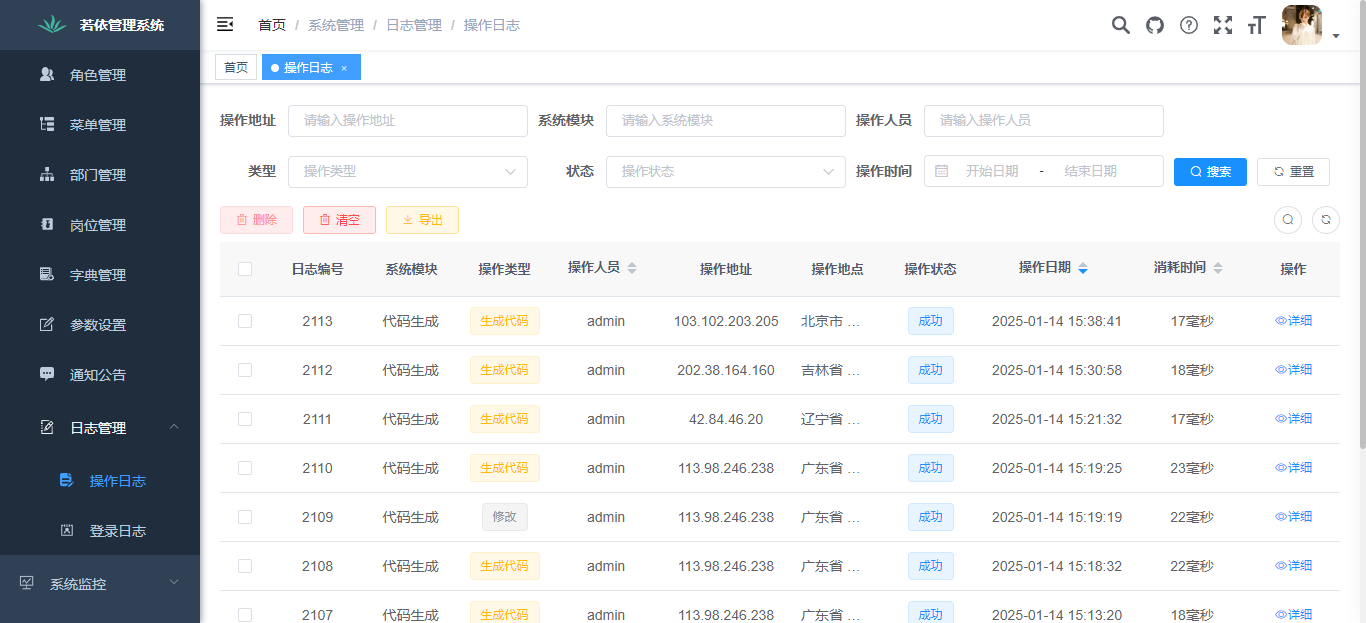 若依管理系统
角色管理
菜单管理
部门管理
岗位管理
字典管理
参数设置
通知公告
日志管理
操作日志
登录日志
系统监控
首页 / 系统管理 / 日志管理 / 操作日志
首页 操作日志 ×
操作地址 请输入操作地址 系统模块 请输入系统模块 操作人员 请输入操作人员
类型 操作类型 状态 操作状态 操作时间 开始日期 - 结束日期 搜索 重置
删除 清空 导出
日志编号 系统模块 操作类型 操作人员 操作地址 操作地点 操作状态 操作日期 消耗时间 操作
2113 代码生成 生成代码 admin 103.102.203.205 北京市 ... 成功 2025-01-14 15:38:41 17毫秒 详细
2112 代码生成 生成代码 admin 202.38.164.160 吉林省 ... 成功 2025-01-14 15:30:58 18毫秒 详细
2111 代码生成 生成代码 admin 42.84.46.20 辽宁省 ... 成功 2025-01-14 15:21:32 17毫秒 详细
2110 代码生成 生成代码 admin 113.98.246.238 广东省 ... 成功 2025-01-14 15:19:25 23毫秒 详细
2109 代码生成 修改 admin 113.98.246.238 广东省 ... 成功 2025-01-14 15:19:19 22毫秒 详细
2108 代码生成 生成代码 admin 113.98.246.238 广东省 ... 成功 2025-01-14 15:18:32 22毫秒 详细
2107 代码生成 生成代码 admin 113.98.246.238 广东省 ... 成功 2025-01-14 15:13:20 18毫秒 详细